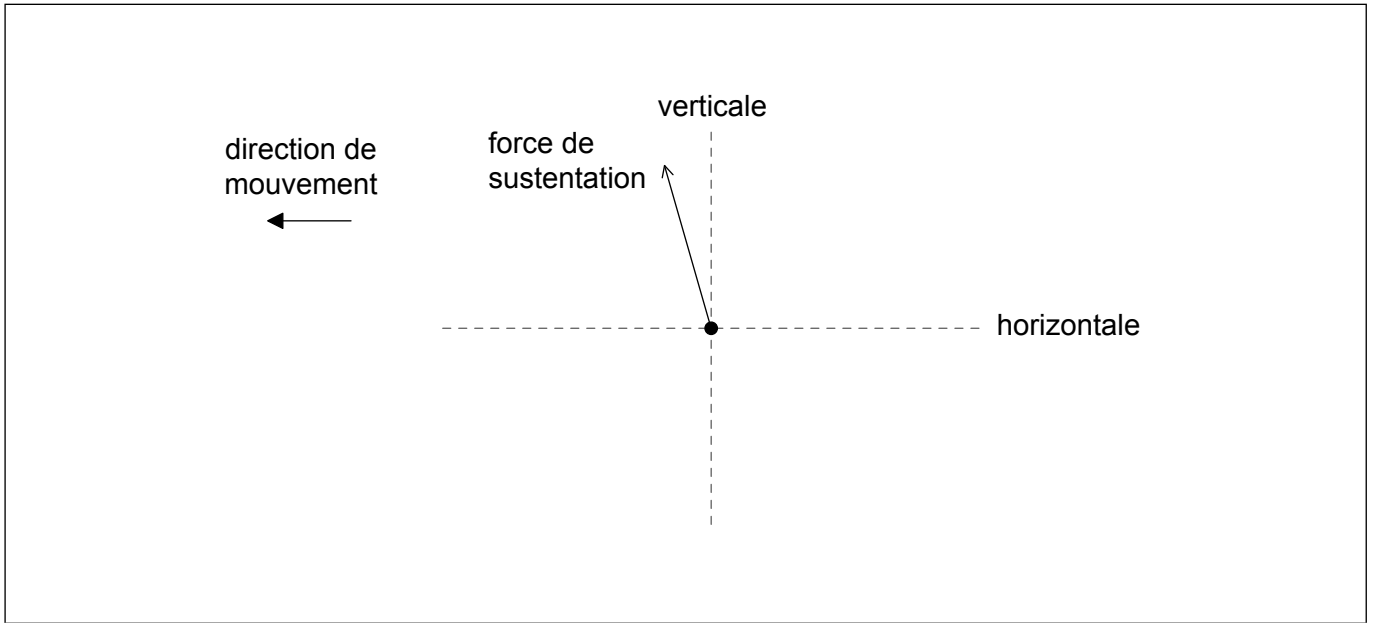 verticale
direction de
mouvement
force de
sustentation
horizontale